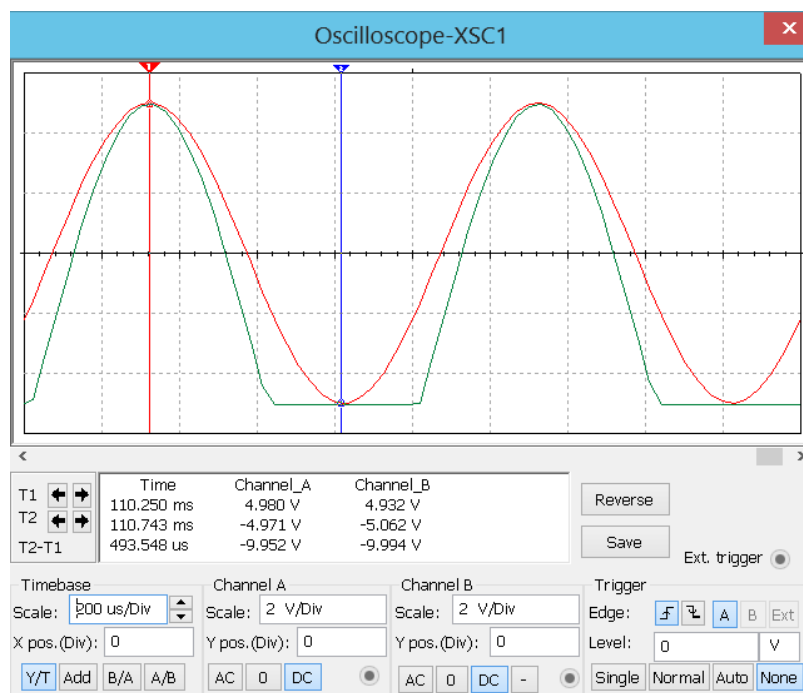 Oscilloscope-XSC1
x
1
2
< >
Time Channel_A Channel_B
T1 110.250 ms 4.980 V 4.932 V
T2 110.743 ms -4.971 V -5.062 V
T2-T1 493.548 us -9.952 V -9.994 V
Reverse
Save
Ext. trigger
Timebase Channel A Channel B Trigger
Scale: 200 us/Div Scale: 2 V/Div Scale: 2 V/Div Edge: A B Ext
X pos.(Div): 0 Y pos.(Div): 0 Y pos.(Div): 0 Level: 0 V
Y/T Add B/A A/B AC 0 DC AC 0 DC - Single Normal Auto None